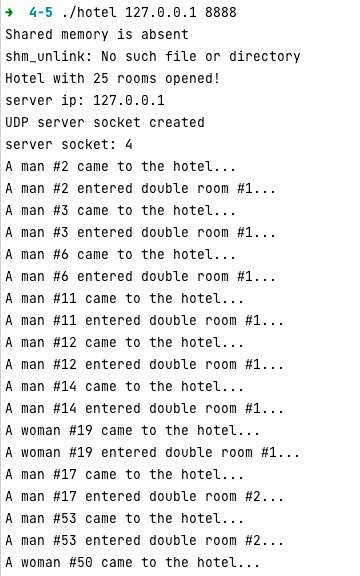 ➜ 4-5 ./hotel 127.0.0.1 8888
Shared memory is absent
shm_unlink: No such file or directory
Hotel with 25 rooms opened!
server ip: 127.0.0.1
UDP server socket created
server socket: 4
A man #2 came to the hotel...
A man #2 entered double room #1...
A man #3 came to the hotel...
A man #3 entered double room #1...
A man #6 came to the hotel...
A man #6 entered double room #1...
A man #11 came to the hotel...
A man #11 entered double room #1...
A man #12 came to the hotel...
A man #12 entered double room #1...
A man #14 came to the hotel...
A man #14 entered double room #1...
A woman #19 came to the hotel...
A woman #19 entered double room #1...
A man #17 came to the hotel...
A man #17 entered double room #2...
A man #53 came to the hotel...
A man #53 entered double room #2...
A woman #50 came to the hotel...